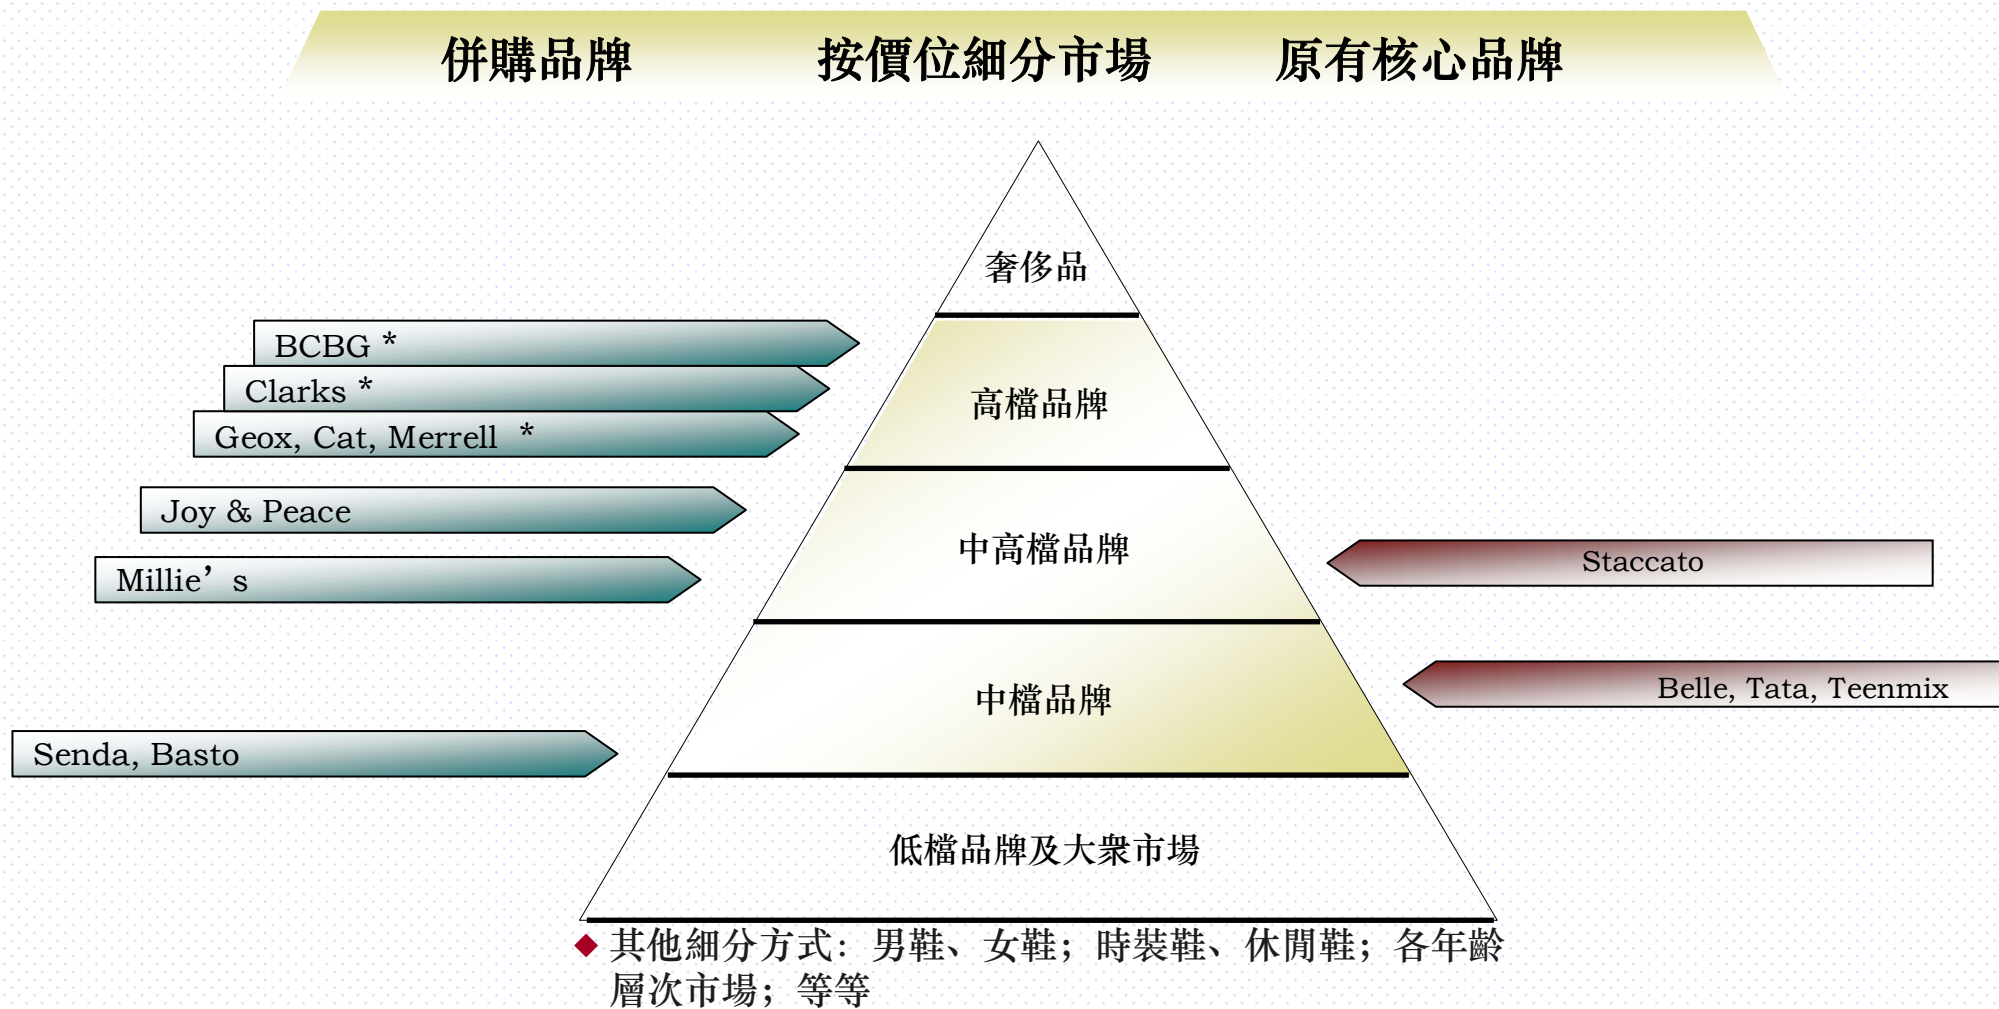 併購品牌 按價位細分市場 原有核心品牌
奢侈品
BCBG *
Clarks *
高檔品牌
Geox, Cat, Merrell *
Joy & Peace
中高檔品牌
Staccato
Millie’s
Belle, Tata, Teenmix
中檔品牌
Senda, Basto
低檔品牌及大衆市場
其他細分方式：男鞋、女鞋；時裝鞋、休閒鞋；各年齡
層次市場；等等